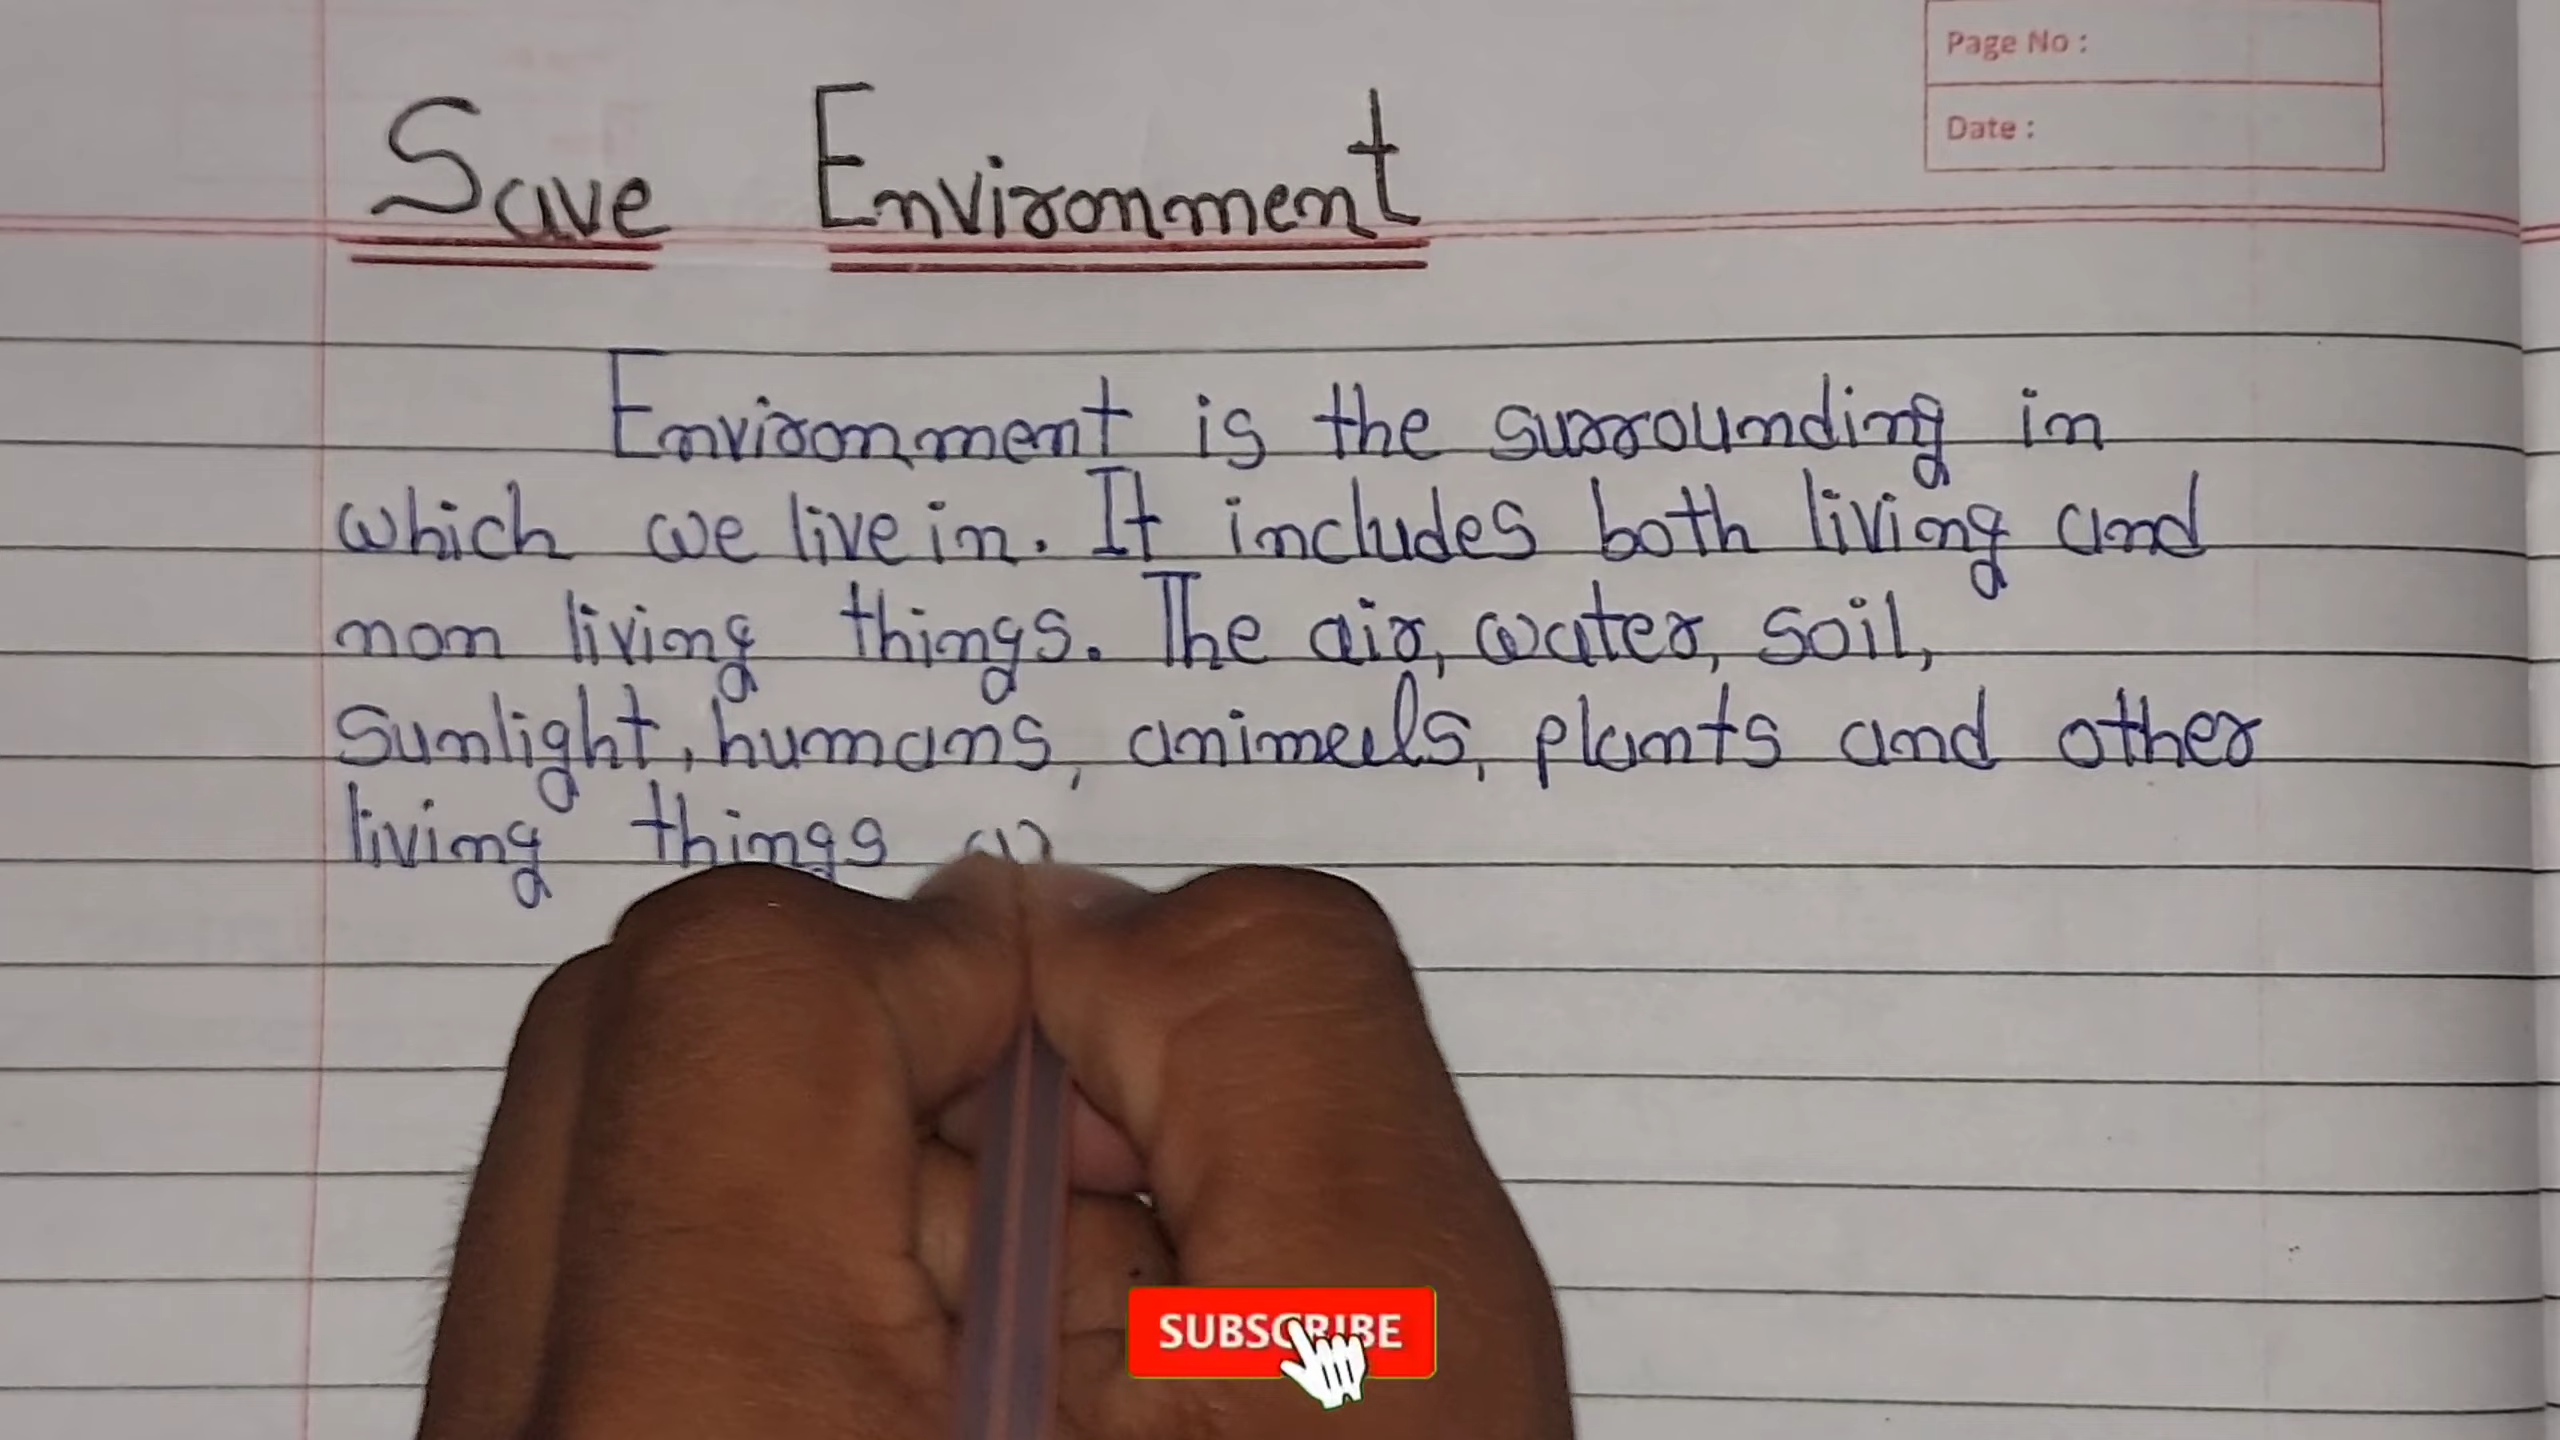 Page No :
Date :
Save Environment
Environment is the surrounding in
which we live in. It includes both living and
non living things. The air, water, soil,
Sunlight, humans, animals, plants and other
living things
SUBSCRIBE